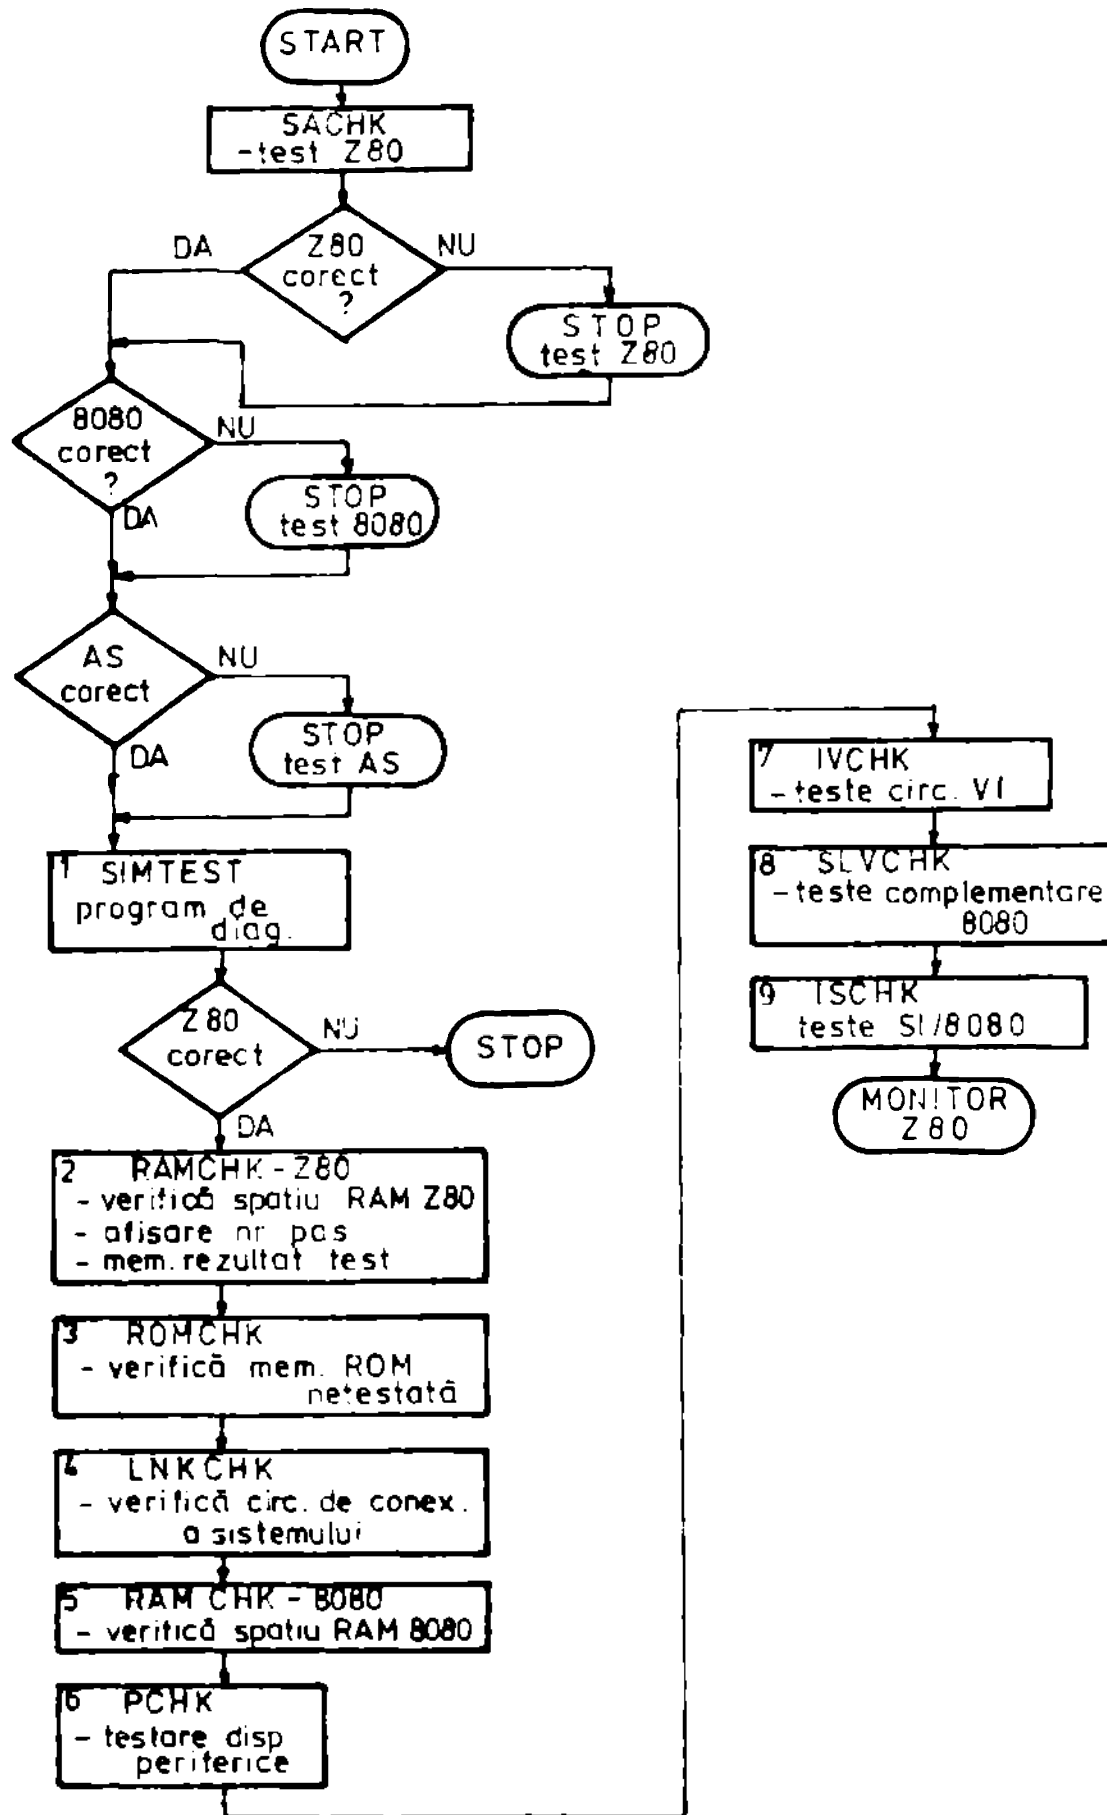 START
SACHK
-test Z80
Z80
corect
?
DA
NU
STOP
test Z80
8080
corect
?
NU
DA
STOP
test 8080
AS
corect
NU
DA
STOP
test AS
1 SIMTEST
program de
diag.
Z80
corect
NU
STOP
DA
2 RAMCHK - Z80
- verifică spatiu RAM Z80
- afisare nr pas
- mem. rezultat test
3 ROMCHK
- verifică mem. ROM
netestată
4 LNKCHK
- verifică circ. de conex.
a sistemului
5 RAM CHK - 8080
- verifică spatiu RAM 8080
6 PCHK
- testare disp
periferice
7 IVCHK
- teste circ.
8 SLVCHK
- teste complementare
8080
9 ISCHK
teste /8080
MONITOR
Z80